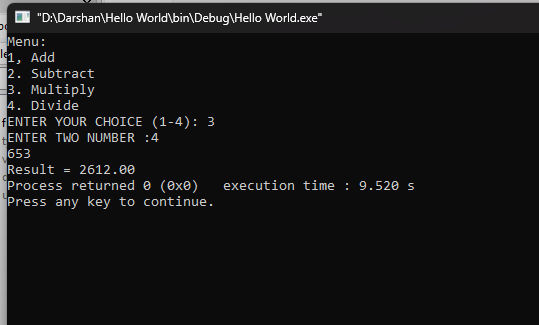 "D:\Darshan\Hello World\bin\Debug\Hello World.exe"
Menu:
1, Add
2. Subtract
3. Multiply
4. Divide
ENTER YOUR CHOICE (1-4): 3
ENTER TWO NUMBER :4
653
Result = 2612.00
Process returned 0 (0x0)   execution time : 9.520 s
Press any key to continue.